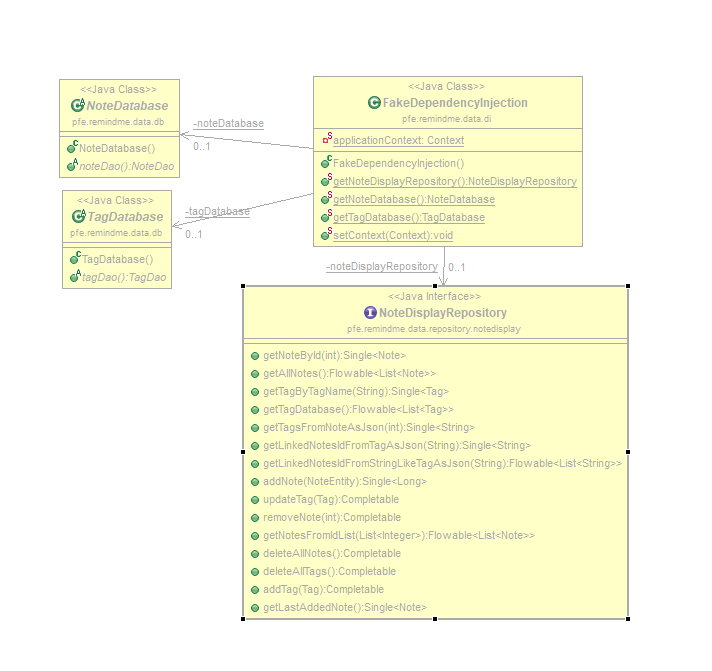 <<Java Class>>
NoteDatabase
pfe.remindme.data.db
NoteDatabase()
noteDao():NoteDao
-noteDatabase
0..1
<<Java Class>>
FakeDependencyInjection
pfe.remindme.data.di
applicationContext: Context
FakeDependencyInjection()
getNoteDisplayRepository():NoteDisplayRepository
getNoteDatabase():NoteDatabase
getTagDatabase():TagDatabase
setContext(Context):void
<<Java Class>>
TagDatabase
pfe.remindme.data.db
TagDatabase()
tagDao():TagDao
-tagDatabase
0..1
-noteDisplayRepository
0..1
<<Java Interface>>
NoteDisplayRepository
pfe.remindme.data.repository.notedisplay
getNoteById(int):Single<Note>
getAllNotes():Flowable<List<Note>>
getTagByTagName(String):Single<Tag>
getTagDatabase():Flowable<List<Tag>>
getTagsFromNoteAsJson(int):Single<String>
getLinkedNotesIdFromTagAsJson(String):Single<String>
getLinkedNotesIdFromStringLikeTagAsJson(String):Flowable<List<String>>
addNote(NoteEntity):Single<Long>
updateTag(Tag):Completable
removeNote(int):Completable
getNotesFromIdList(List<Integer>):Flowable<List<Note>>
deleteAllNotes():Completable
deleteAllTags():Completable
addTag(Tag):Completable
getLastAddedNote():Single<Note>